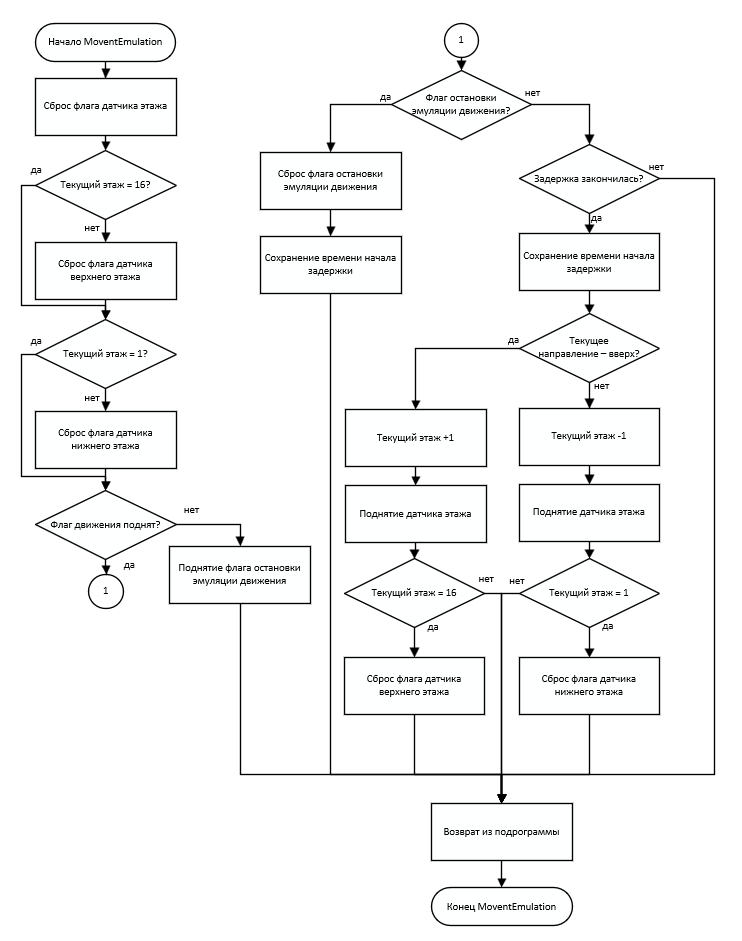 Начало MoventEmulation
Сброс флага датчика этажа
да
Текущий этаж = 16?
нет
Сброс флага датчика
верхнего этажа
да
Текущий этаж = 1?
нет
Сброс флага датчика
нижнего этажа
Флаг движения поднят?
нет
да
1
Поднятие флага остановки
эмуляции движения
1
да
Флаг остановки
эмуляции движения?
нет
Сброс флага остановки
эмуляции движения
Сохранение времени начала
задержки
Задержка закончилась?
нет
да
Сохранение времени начала
задержки
да
Текущее
направление – вверх?
нет
Текущий этаж +1
Текущий этаж -1
Поднятие датчика этажа
Поднятие датчика этажа
Текущий этаж = 16
нет
нет
Текущий этаж = 1
да
да
Сброс флага датчика
верхнего этажа
Сброс флага датчика
нижнего этажа
Возврат из подрограммы
Конец MoventEmulation